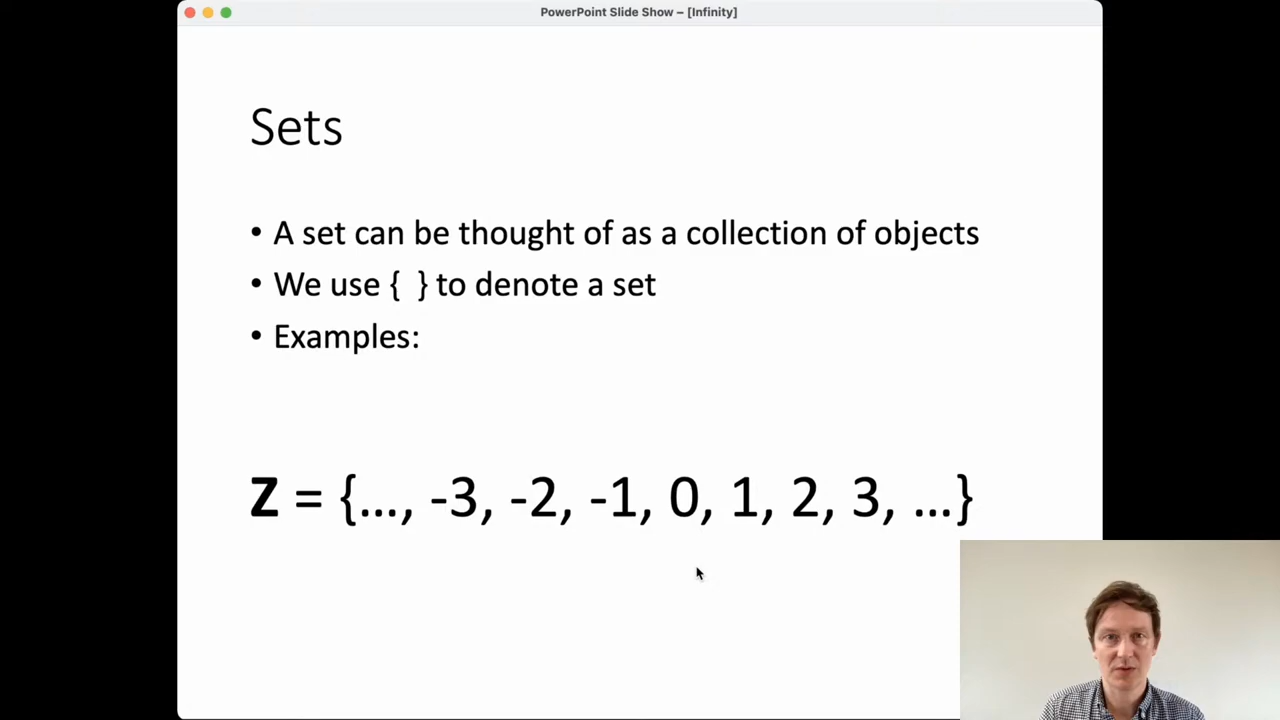 PowerPoint Slide Show – [Infinity]
Sets
• A set can be thought of as a collection of objects
• We use { } to denote a set
• Examples:
Z = {…, -3, -2, -1, 0, 1, 2, 3, …}